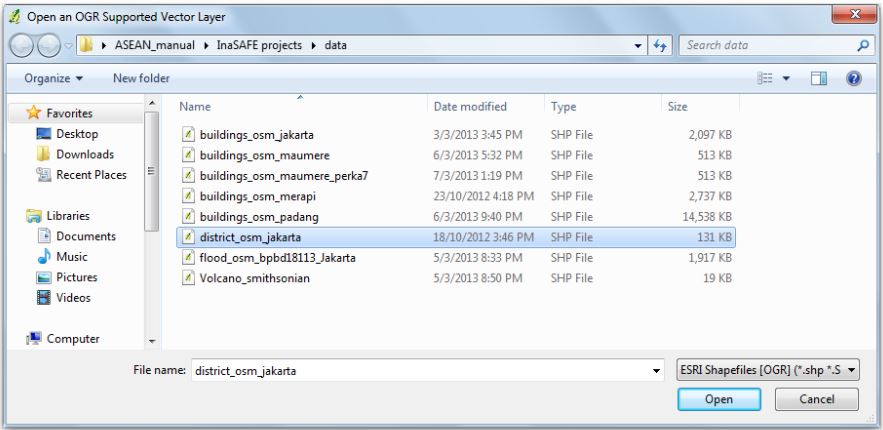 Open an OGR Supported Vector Layer
ASEAN_manual InaSAFE projects data Search data
Organize New folder
Favorites
Desktop
Downloads
Recent Places
Libraries
Documents
Music
Pictures
Videos
Computer
Name Date modified Type Size
buildings_osm_jakarta 3/3/2013 3:45 PM SHP File 2,097 KB
buildings_osm_maumere 6/3/2013 5:32 PM SHP File 513 KB
buildings_osm_maumere_perka7 7/3/2013 1:19 PM SHP File 513 KB
buildings_osm_merapi 23/10/2012 4:18 PM SHP File 2,737 KB
buildings_osm_padang 6/3/2013 9:40 PM SHP File 14,538 KB
district_osm_jakarta 18/10/2012 3:46 PM SHP File 131 KB
flood_osm_bpbd18113_Jakarta 5/3/2013 8:33 PM SHP File 1,917 KB
Volcano_smithsonian 5/3/2013 8:50 PM SHP File 19 KB
File name: district_osm_jakarta ESRI Shapefiles [OGR] (*.shp *.S
Open Cancel